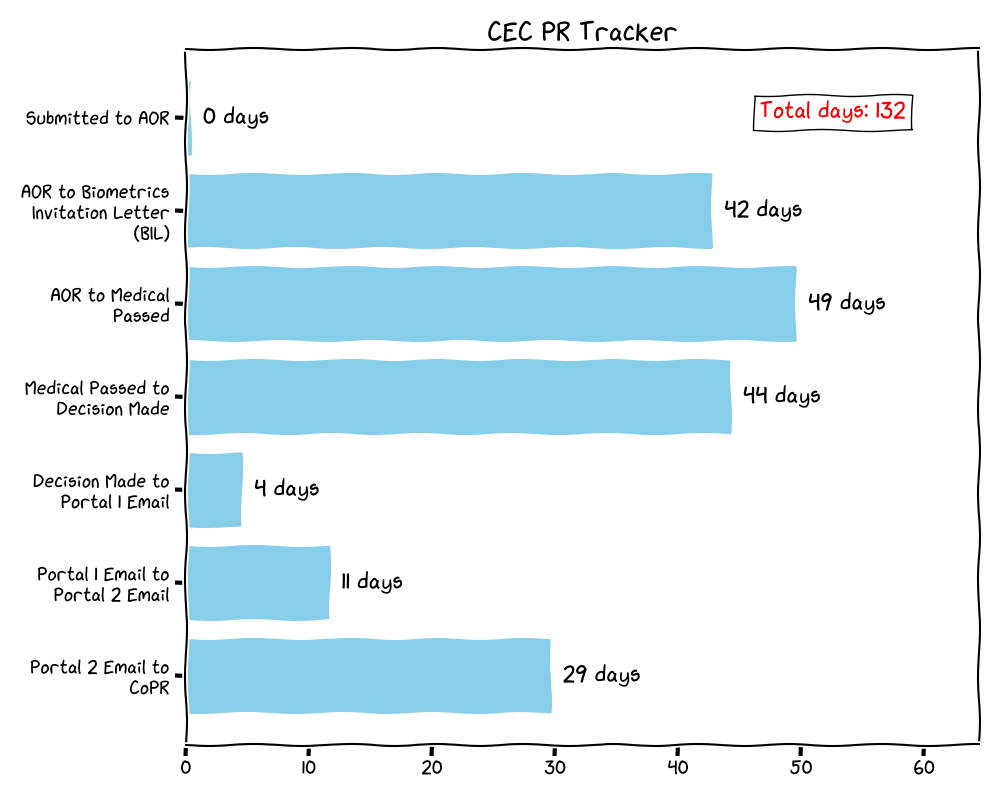 CEC PR Tracker
Submitted to AOR
0 days
Total days: 132
AOR to Biometrics
Invitation Letter
(BIL)
42 days
AOR to Medical
Passed
49 days
Medical Passed to
Decision Made
44 days
Decision Made to
Portal 1 Email
4 days
Portal 1 Email to
Portal 2 Email
11 days
Portal 2 Email to
CoPR
29 days
0 10 20 30 40 50 60